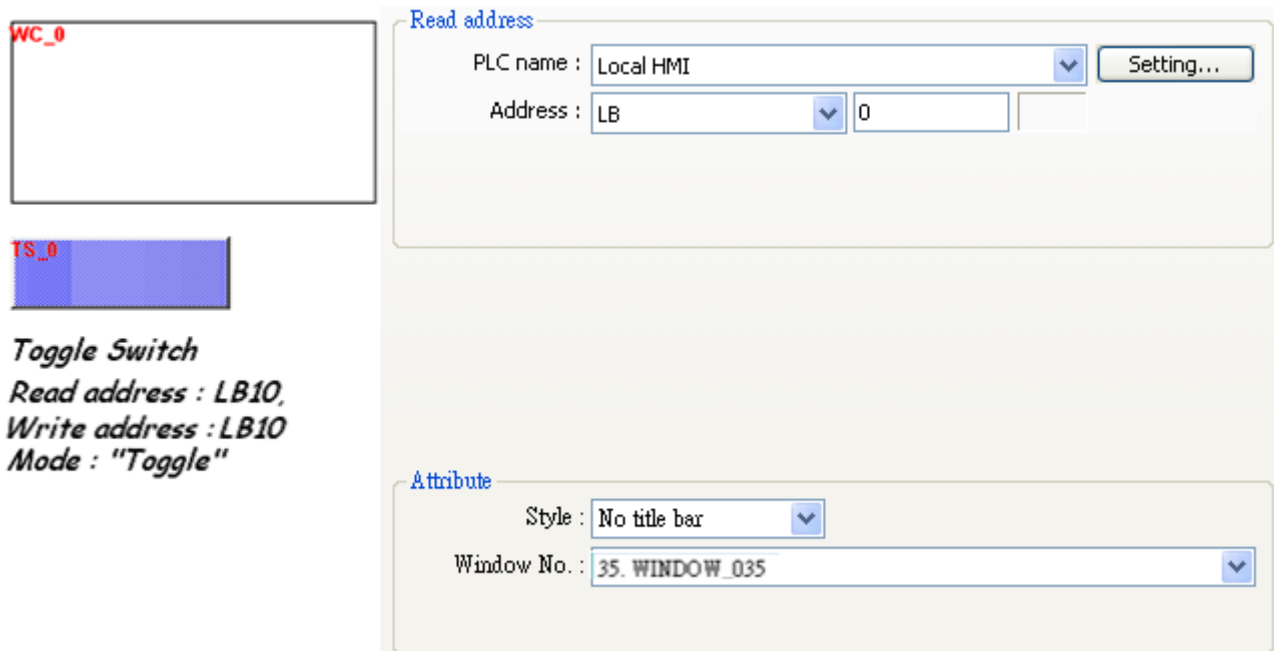 WC_0
TS_0
Toggle Switch
Read address : LB10,
Write address : LB10
Mode : "Toggle"
Read address
PLC name : Local HMI Setting...
Address : LB 0
Attribute
Style : No title bar
Window No. : 35. WINDOW_035